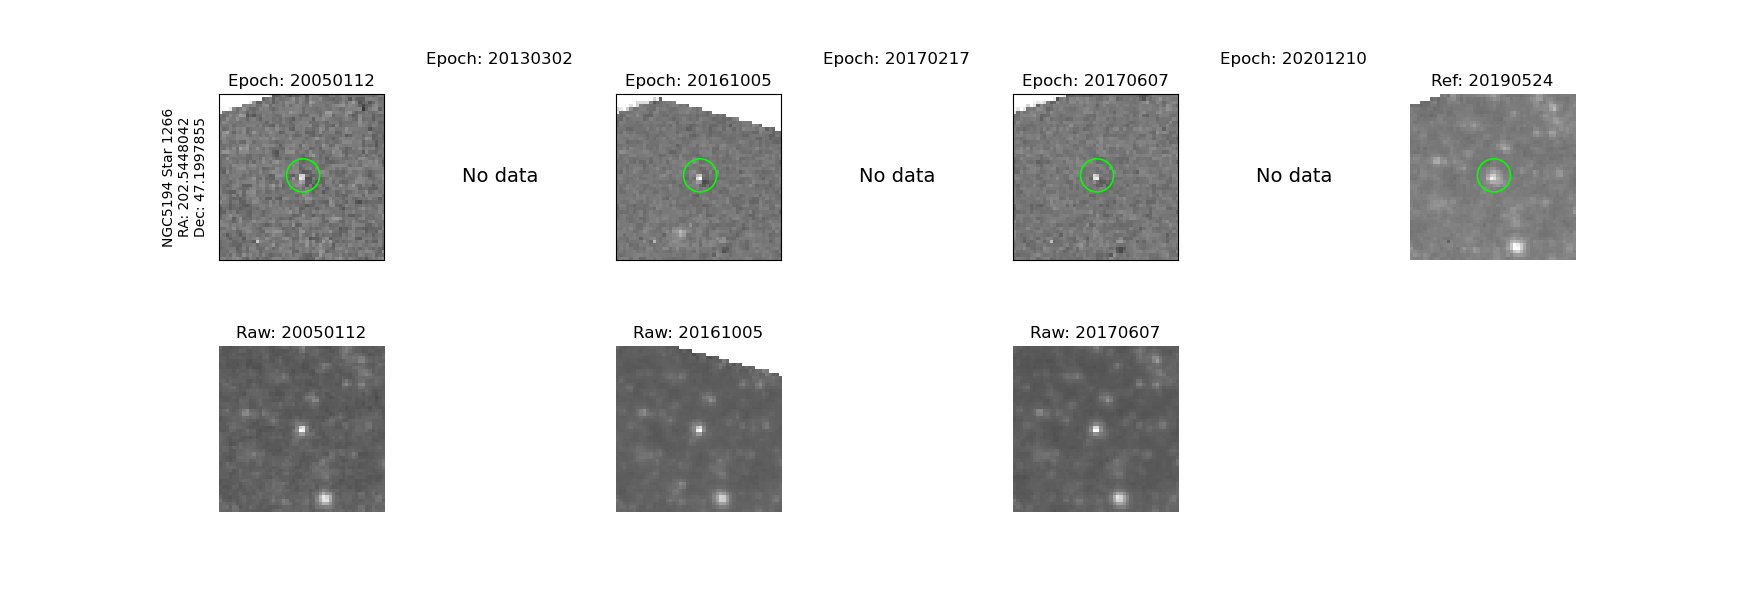 Epoch: 20130302
Epoch: 20170217
Epoch: 20201210
Epoch: 20050112
Epoch: 20161005
Epoch: 20170607
Ref: 20190524
NGC5194 Star 1266
RA: 202.5448042
Dec: 47.1997855
No data
No data
No data
Raw: 20050112
Raw: 20161005
Raw: 20170607